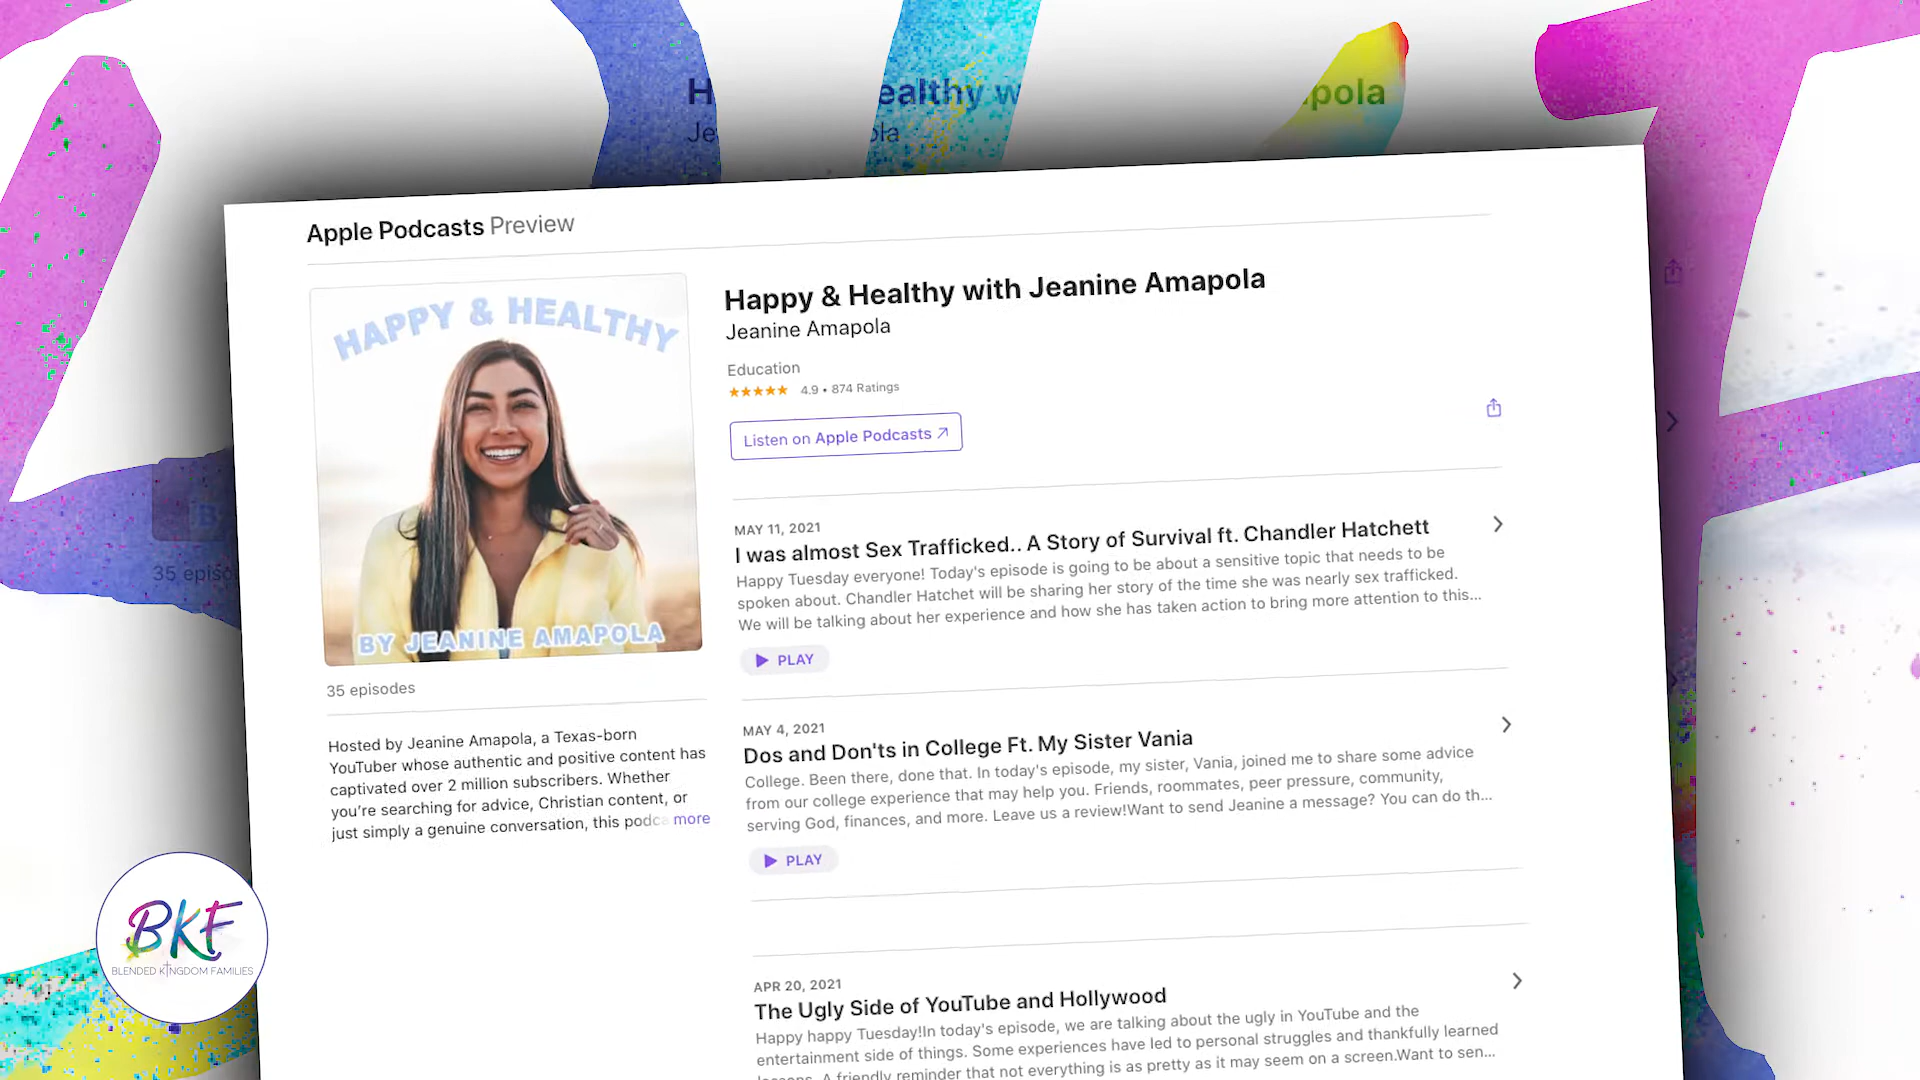 Healthy w
pola
Je
ola
Apple Podcasts Preview
HAPPY & HEALTHY
BY JEANINE AMAPOLA
Happy & Healthy with Jeanine Amapola
Jeanine Amapola
Education
4.9 • 874 Ratings
Listen on Apple Podcasts
35 episodes
Hosted by Jeanine Amapola, a Texas-born
YouTuber whose authentic and positive content has
captivated over 2 million subscribers. Whether
you're searching for advice, Christian content, or
just simply a genuine conversation, this podca more
MAY 11, 2021
I was almost Sex Trafficked.. A Story of Survival ft. Chandler Hatchett
Happy Tuesday everyone! Today's episode is going to be about a sensitive topic that needs to be
spoken about. Chandler Hatchet will be sharing her story of the time she was nearly sex trafficked.
We will be talking about her experience and how she has taken action to bring more attention to this...
PLAY
MAY 4, 2021
Dos and Don'ts in College Ft. My Sister Vania
College. Been there, done that. In today's episode, my sister, Vania, joined me to share some advice
from our college experience that may help you. Friends, roommates, peer pressure, community,
serving God, finances, and more. Leave us a review!Want to send Jeanine a message? You can do th...
PLAY
APR 20, 2021
The Ugly Side of YouTube and Hollywood
Happy happy Tuesday!In today's episode, we are talking about the ugly in YouTube and the
entertainment side of things. Some experiences have led to personal struggles and thankfully learned
lessons. A friendly reminder that not everything is as pretty as it may seem on a screen.Want to sen...
35 episo
BKF
BLENDED KINGDOM FAMILIES